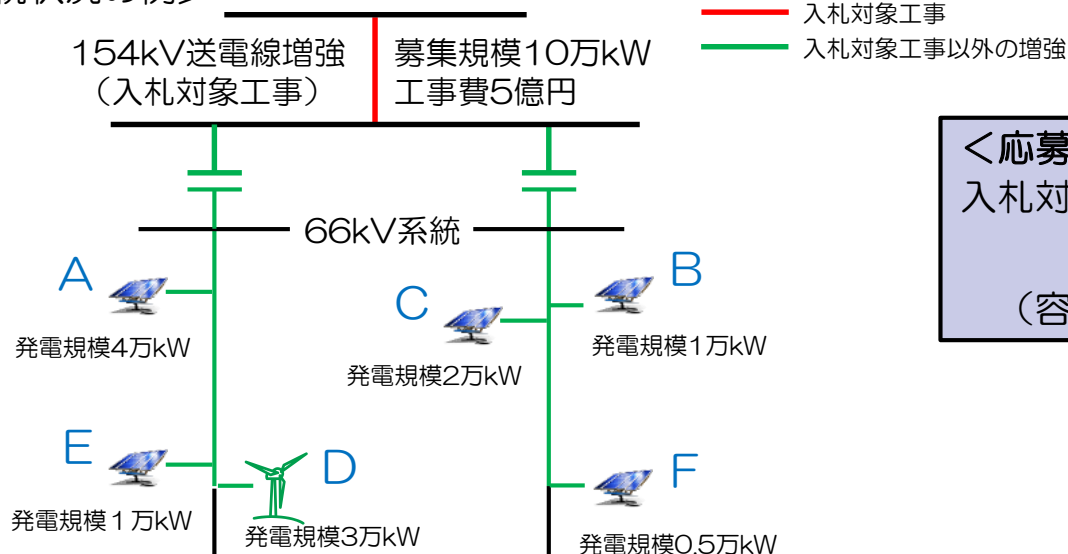 入札対象工事
入札対象工事以外の増強
154kV送電線増強
（入札対象工事）
募集規模10万kW
工事費5億円
＜応募
入札対
（容
66kV系統
A
発電規模4万kW
B
発電規模1万kW
C
発電規模2万kW
E
発電規模１万kW
D
発電規模3万kW
F
発電規模0.5万kW